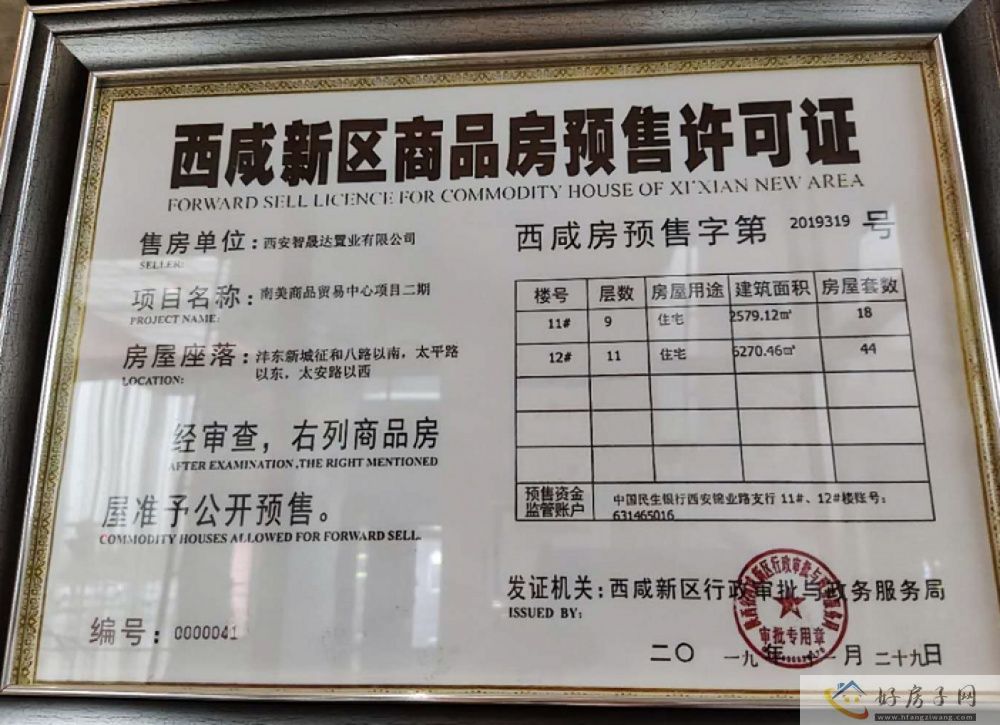 西咸新区商品房预售许可证
FORWARD SELL LICENCE FOR COMMODITY HOUSE OF XI'XIAN NEW AREA
售房单位：西安智晟达置业有限公司
SELLER:
项目名称：南美商品贸易中心项目二期
PROJECT NAME:
房屋座落：沣东新城征和八路以南，太平路
以东，太安路以西
LOCATION:
经审查，右列商品房
AFTER EXAMINATION,THE RIGHT MENTIONED
屋准予公开预售。
COMMODITY HOUSES ALLOWED FOR FORWARD SELL.
编号：0000041
西咸房预售字第 2019319 号
楼号 层数 房屋用途 建筑面积 房屋套数
11# 9 住宅 2579.12㎡ 18
12# 11 住宅 6270.46㎡ 44
预售资金
监管账户
中国民生银行西安锦业路支行 11#、12#楼账号：
631465016
发证机关：西咸新区行政审批与政务服务局
ISSUED BY:
审批专用章
二〇一九年十一月二十九日
好房子网
www.hfangziwang.com